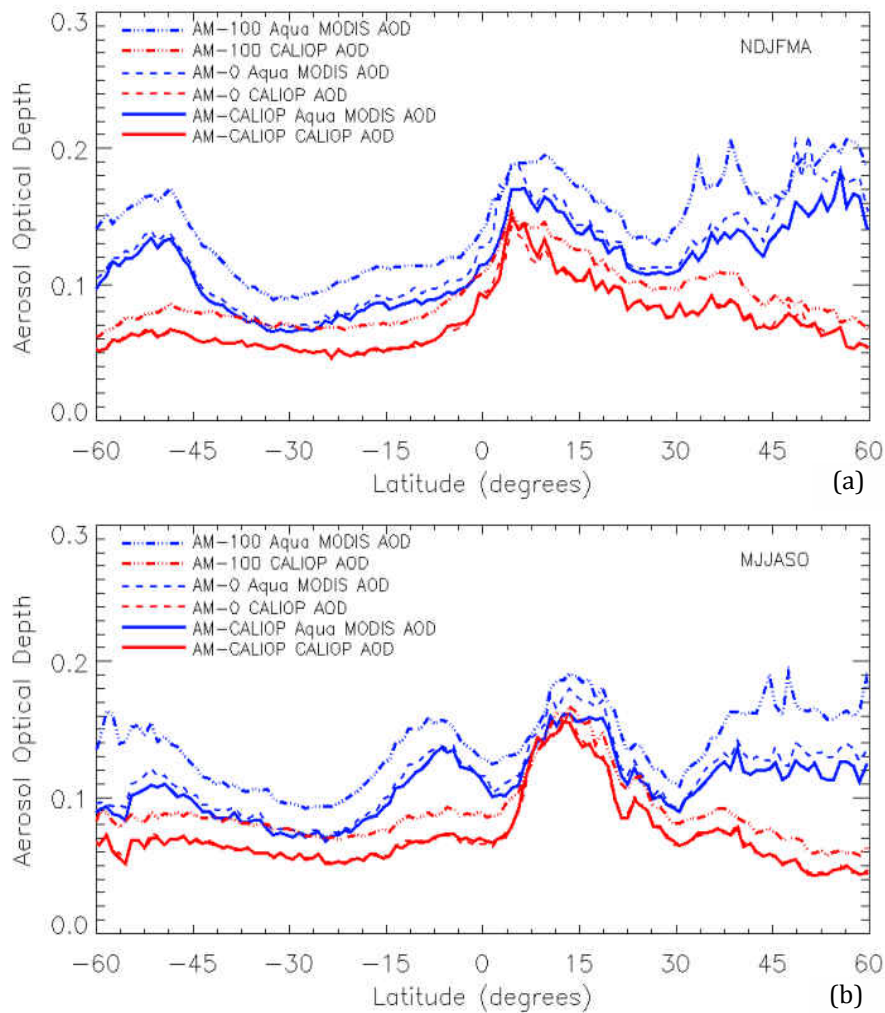 0.3
AM-100 Aqua MODIS AOD
AM-100 CALIOP AOD
AM-0 Aqua MODIS AOD
AM-0 CALIOP AOD
AM-CALIOP Aqua MODIS AOD
AM-CALIOP CALIOP AOD
NDJFMA
0.2
0.1
0.0
Aerosol Optical Depth
-60 -45 -30 -15 0 15 30 45 60
Latitude (degrees)
(a)
0.3
AM-100 Aqua MODIS AOD
AM-100 CALIOP AOD
AM-0 Aqua MODIS AOD
AM-0 CALIOP AOD
AM-CALIOP Aqua MODIS AOD
AM-CALIOP CALIOP AOD
MJJASO
0.2
0.1
0.0
Aerosol Optical Depth
-60 -45 -30 -15 0 15 30 45 60
Latitude (degrees)
(b)